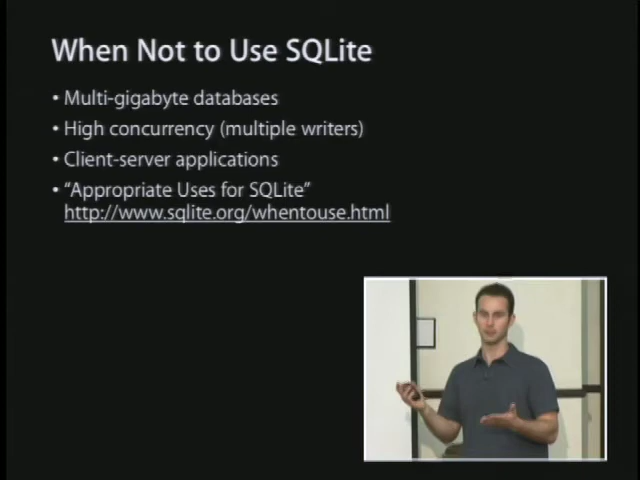 When Not to Use SQLite
• Multi-gigabyte databases
• High concurrency (multiple writers)
• Client-server applications
• “Appropriate Uses for SQLite”
http://www.sqlite.org/whentouse.html